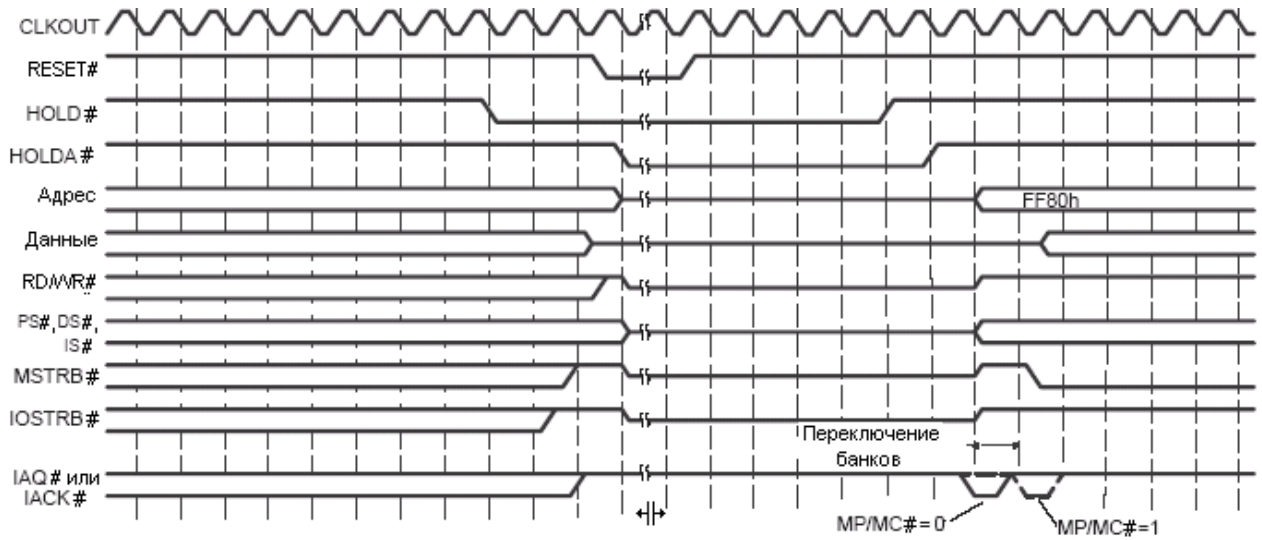 CLKOUT
RESET#
HOLD#
HOLDA#
Адрес
FF80h
Данные
RD/WR#
PS#,DS#,
IS#
MSTRB#
IOSTRB#
Переключение
банков
IAQ# или
IACK#
MP/MC#=0
MP/MC#=1